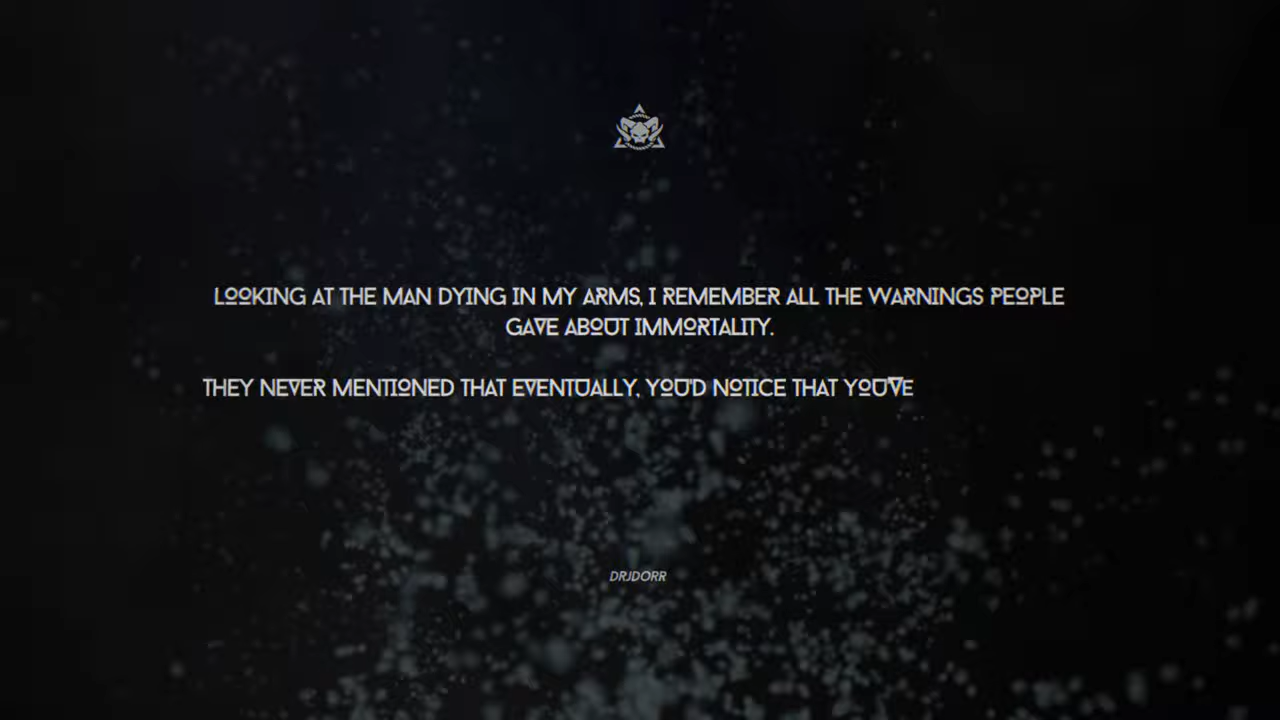 LOOKING AT THE MAN DYING IN MY ARMS, I REMEMBER ALL THE WARNINGS PEOPLE
GAVE ABOUT IMMORTALITY.
THEY NEVER MENTIONED THAT EVENTUALLY, YOU'D NOTICE THAT YOU'VE
DRJDORR